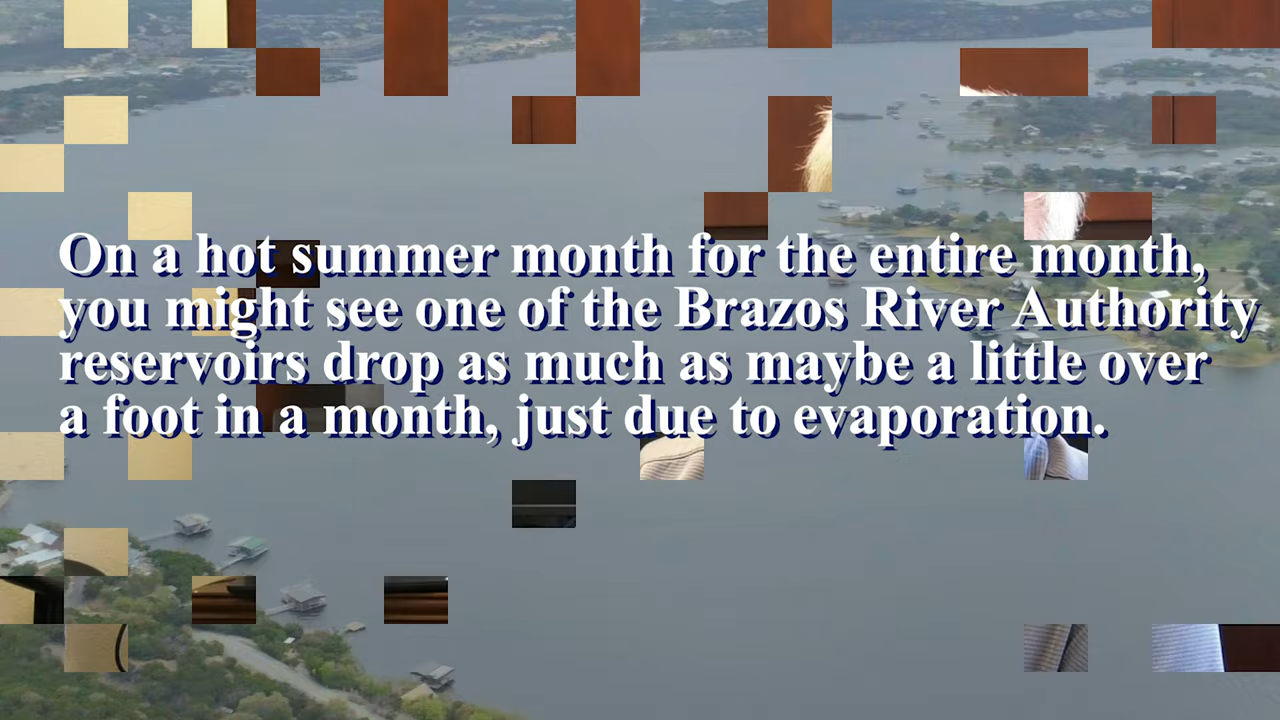 On a hot summer month for the entire month,
you might see one of the Brazos River Authority
reservoirs drop as much as maybe a little over
a foot in a month, just due to evaporation.